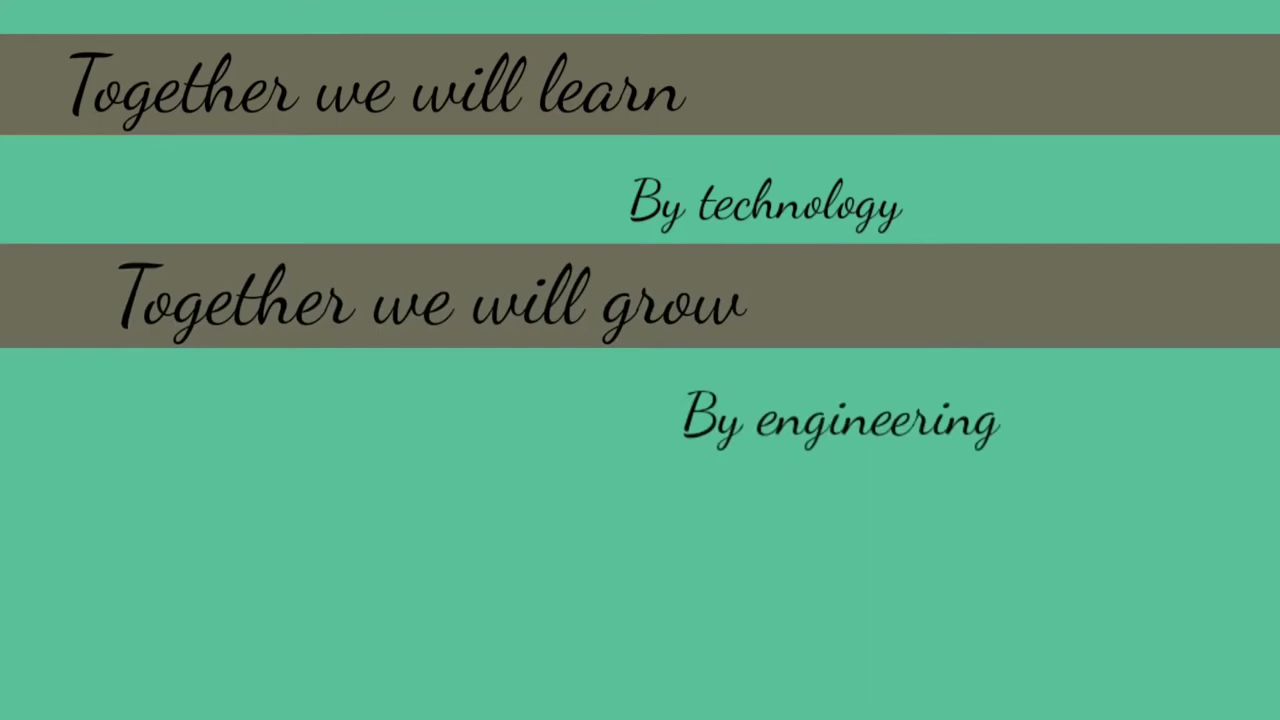 Together we will learn
By technology
Together we will grow
By engineering